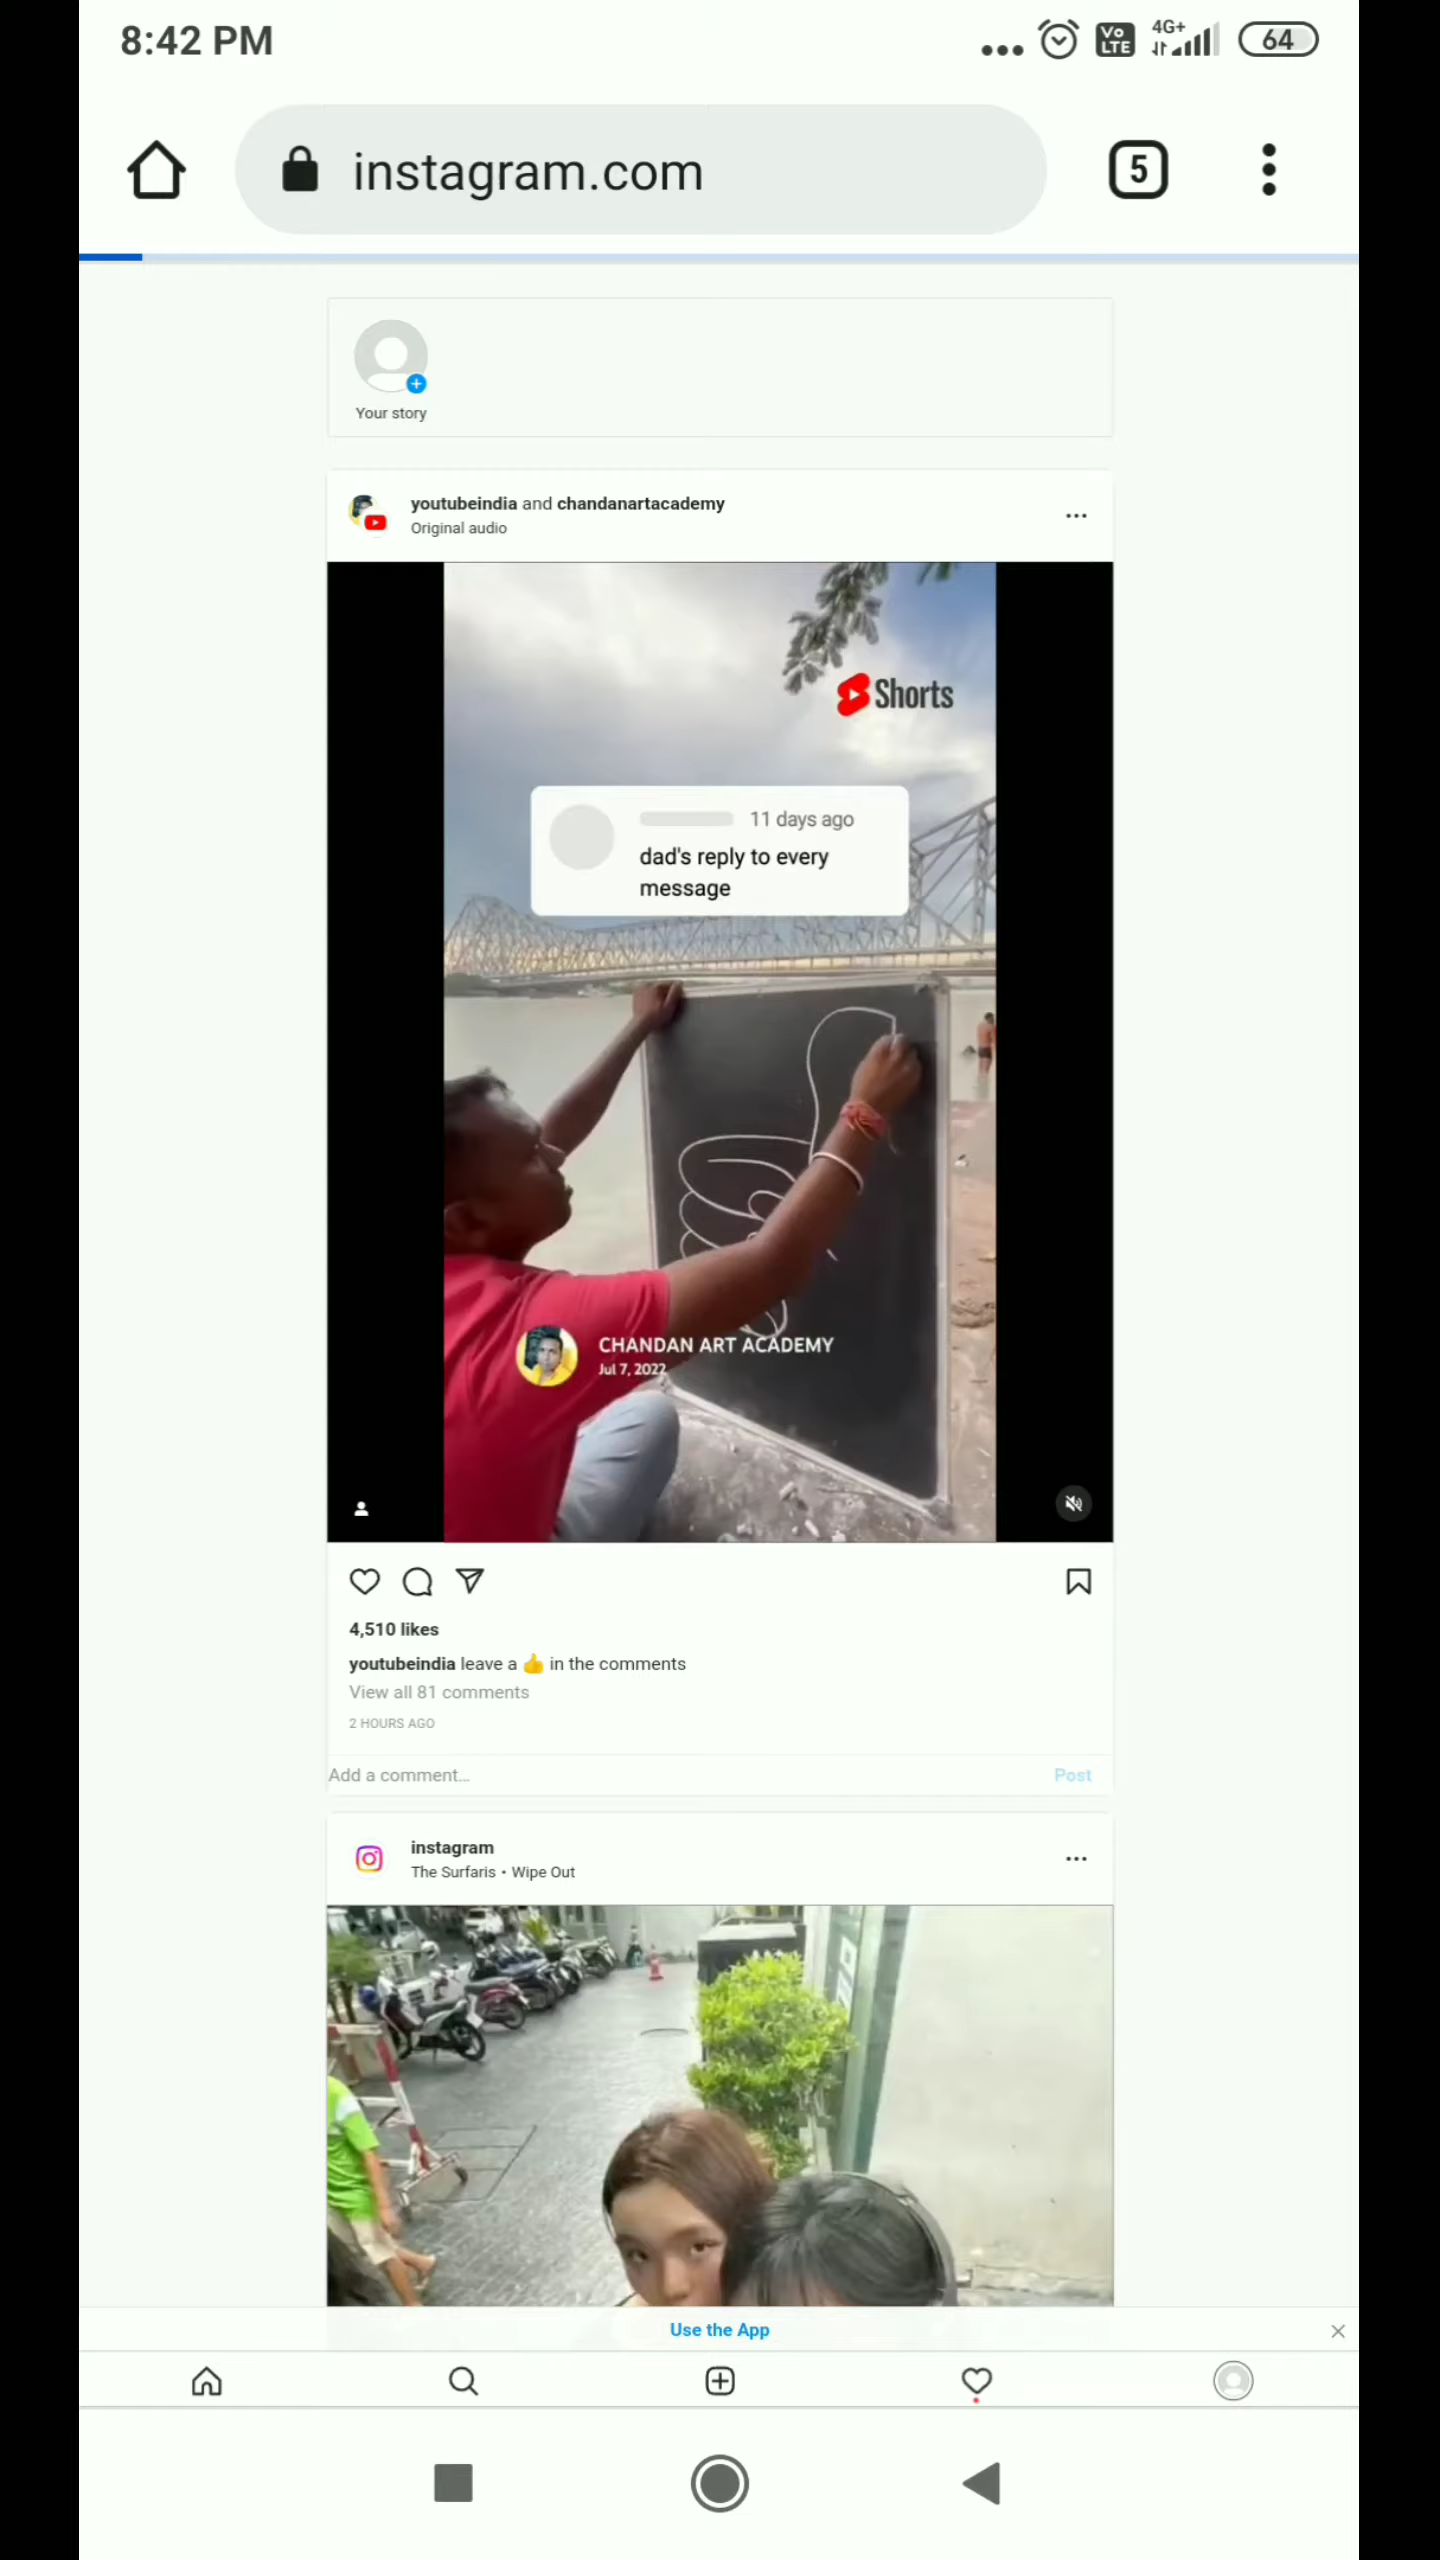 8:42 PM
Vo LTE
4G+
64
instagram.com
5
Your story
youtubeindia and chandanartacademy
Original audio
Shorts
11 days ago
dad's reply to every
message
CHANDAN ART ACADEMY
Jul 7, 2022
4,510 likes
youtubeindia leave a 👍 in the comments
View all 81 comments
2 HOURS AGO
Add a comment...
Post
instagram
The Surfaris • Wipe Out
Use the App